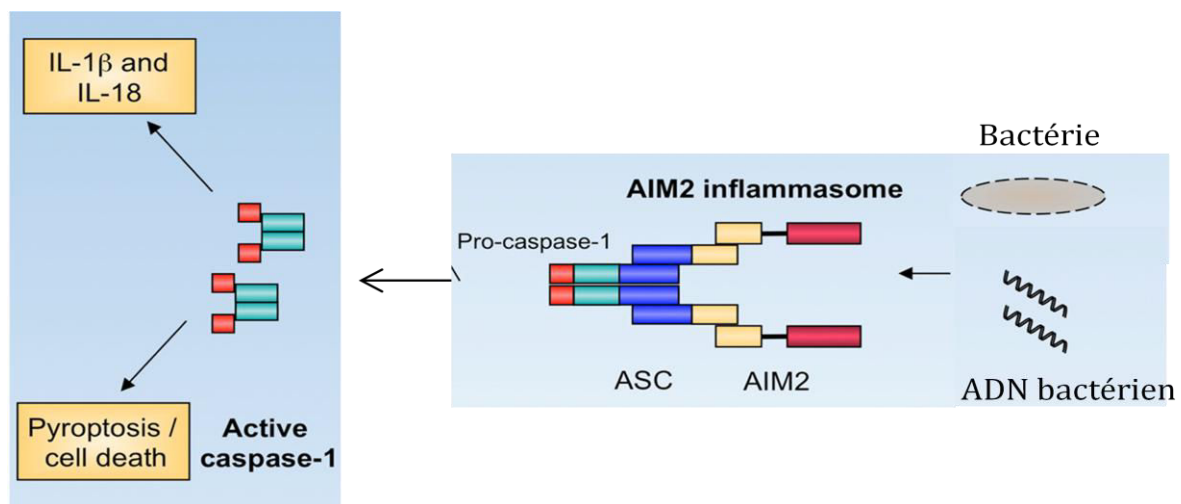 IL-1β and
IL-18
Pyroptosis /
cell death
Active
caspase-1
AIM2 inflammasome
Pro-caspase-1
ASC
AIM2
Bactérie
ADN bactérien